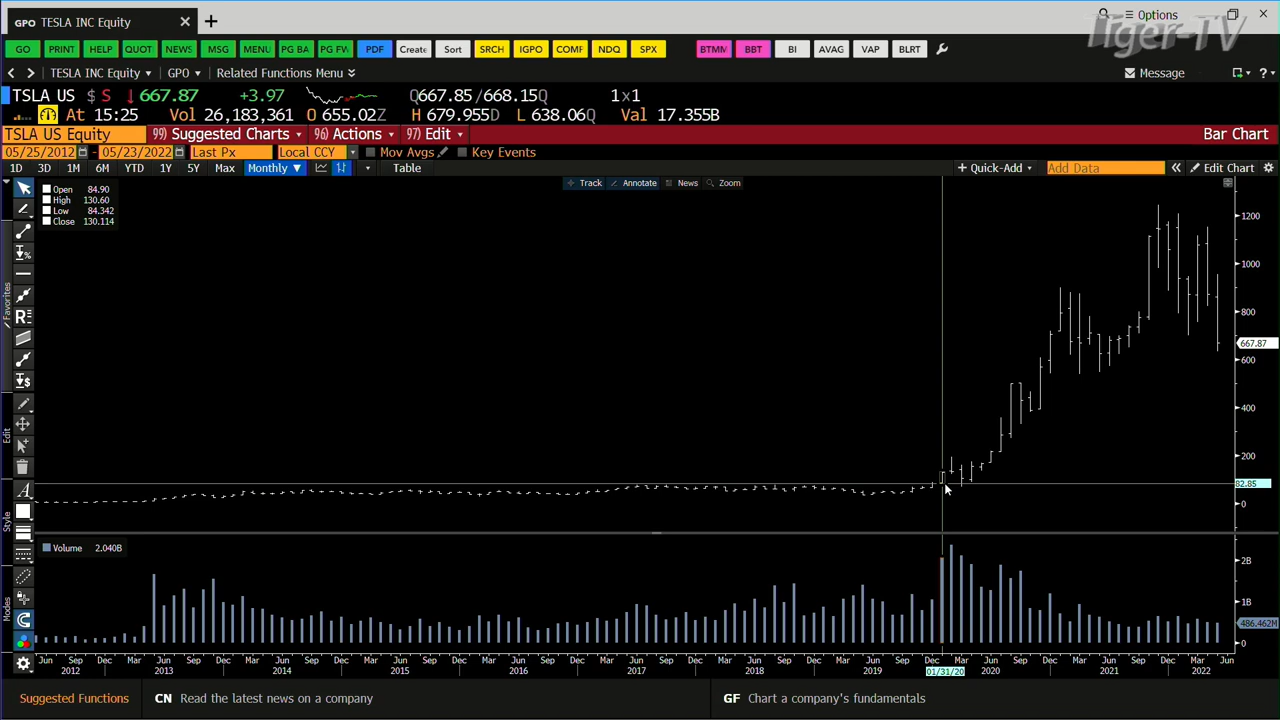 GPO TESLA INC Equity
Options
Tiger-TV
GO PRINT HELP QUOT NEWS MSG MENU PG BA PG FW PDF Create Sort SRCH IGPO COMF NDQ SPX BTMM BBT BI AVAG VAP BLRT
TESLA INC Equity GPO Related Functions Menu Message ?
TSLA US $ S ↓667.87 +3.97 Q667.85/668.15Q 1x1
At 15:25 Vol 26,183,361 O 655.02Z H 679.955D L 638.06Q Val 17.355B
TSLA US Equity 99) Suggested Charts 96) Actions 97) Edit Bar Chart
05/25/2012 - 05/23/2022 Last Px Local CCY Mov Avgs Key Events
1D 3D 1M 6M YTD 1Y 5Y Max Monthly ▼ Table + Quick-Add Add Data « Edit Chart
Track Annotate News Zoom
Open 84.90
High 130.60
Low 84.342
Close 130.114
1200
1000
800
667.87
600
400
200
82.85
0
Favorites
Edit
Style
Modes
Volume 2.040B
2B
1B
486.462M
0
Jun Sep Dec Mar Jun Sep Dec Mar Jun Sep Dec Mar Jun Sep Dec Mar Jun Sep Dec Mar Jun Sep Dec Mar Jun Sep Dec Mar Jun Sep Dec Mar Jun Sep Dec Mar Jun Sep Dec Mar Jun
2012 2013 2014 2015 2016 2017 2018 2019 01/31/20 2020 2021 2022
Suggested Functions CN Read the latest news on a company GF Chart a company's fundamentals